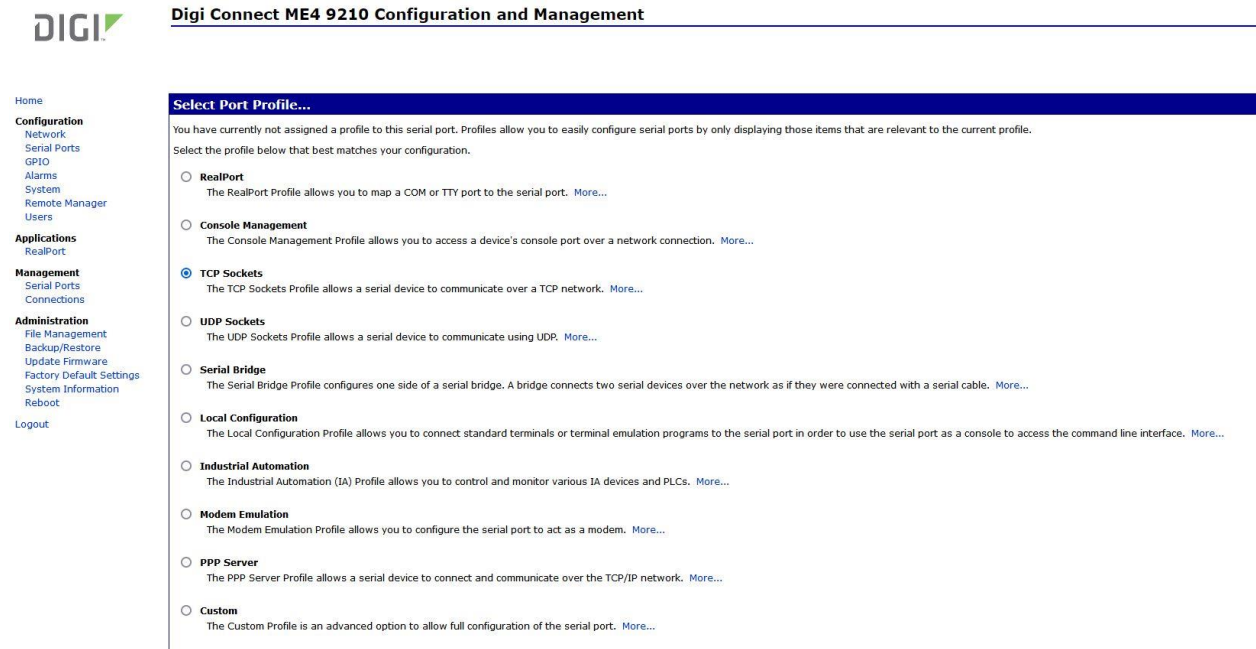 DIGI
Digi Connect ME4 9210 Configuration and Management
Home
Configuration
Network
Serial Ports
GPIO
Alarms
System
Remote Manager
Users
Applications
RealPort
Management
Serial Ports
Connections
Administration
File Management
Backup/Restore
Update Firmware
Factory Default Settings
System Information
Reboot
Logout
Select Port Profile...
You have currently not assigned a profile to this serial port. Profiles allow you to easily configure serial ports by only displaying those items that are relevant to the current profile.
Select the profile below that best matches your configuration.
RealPort
The RealPort Profile allows you to map a COM or TTY port to the serial port. More...
Console Management
The Console Management Profile allows you to access a device's console port over a network connection. More...
TCP Sockets
The TCP Sockets Profile allows a serial device to communicate over a TCP network. More...
UDP Sockets
The UDP Sockets Profile allows a serial device to communicate using UDP. More...
Serial Bridge
The Serial Bridge Profile configures one side of a serial bridge. A bridge connects two serial devices over the network as if they were connected with a serial cable. More...
Local Configuration
The Local Configuration Profile allows you to connect standard terminals or terminal emulation programs to the serial port in order to use the serial port as a console to access the command line interface. More...
Industrial Automation
The Industrial Automation (IA) Profile allows you to control and monitor various IA devices and PLCs. More...
Modem Emulation
The Modem Emulation Profile allows you to configure the serial port to act as a modem. More...
PPP Server
The PPP Server Profile allows a serial device to connect and communicate over the TCP/IP network. More...
Custom
The Custom Profile is an advanced option to allow full configuration of the serial port. More...